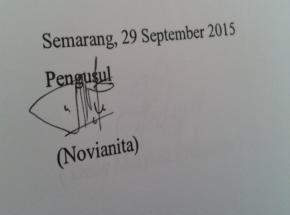 Semarang, 29 September 2015
Pengusul
(Novianita)